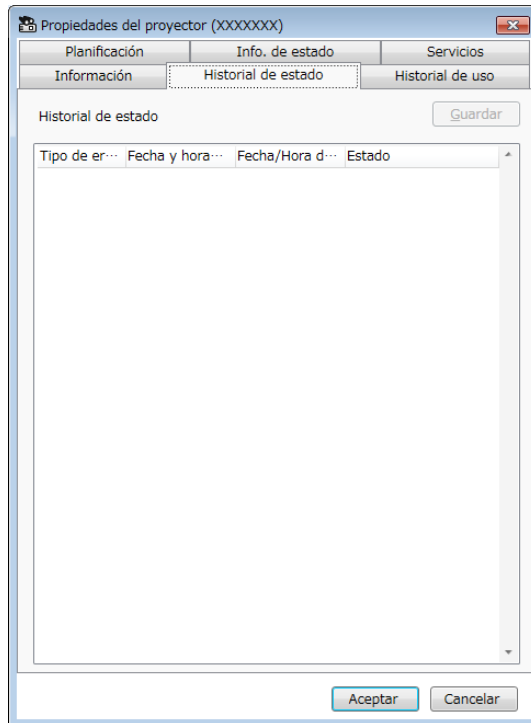 Propiedades del proyector (XXXXXXX)
Planificación Info. de estado Servicios
Información Historial de estado Historial de uso
Historial de estado Guardar
Tipo de er··· Fecha y hora··· Fecha/Hora d··· Estado
Aceptar Cancelar